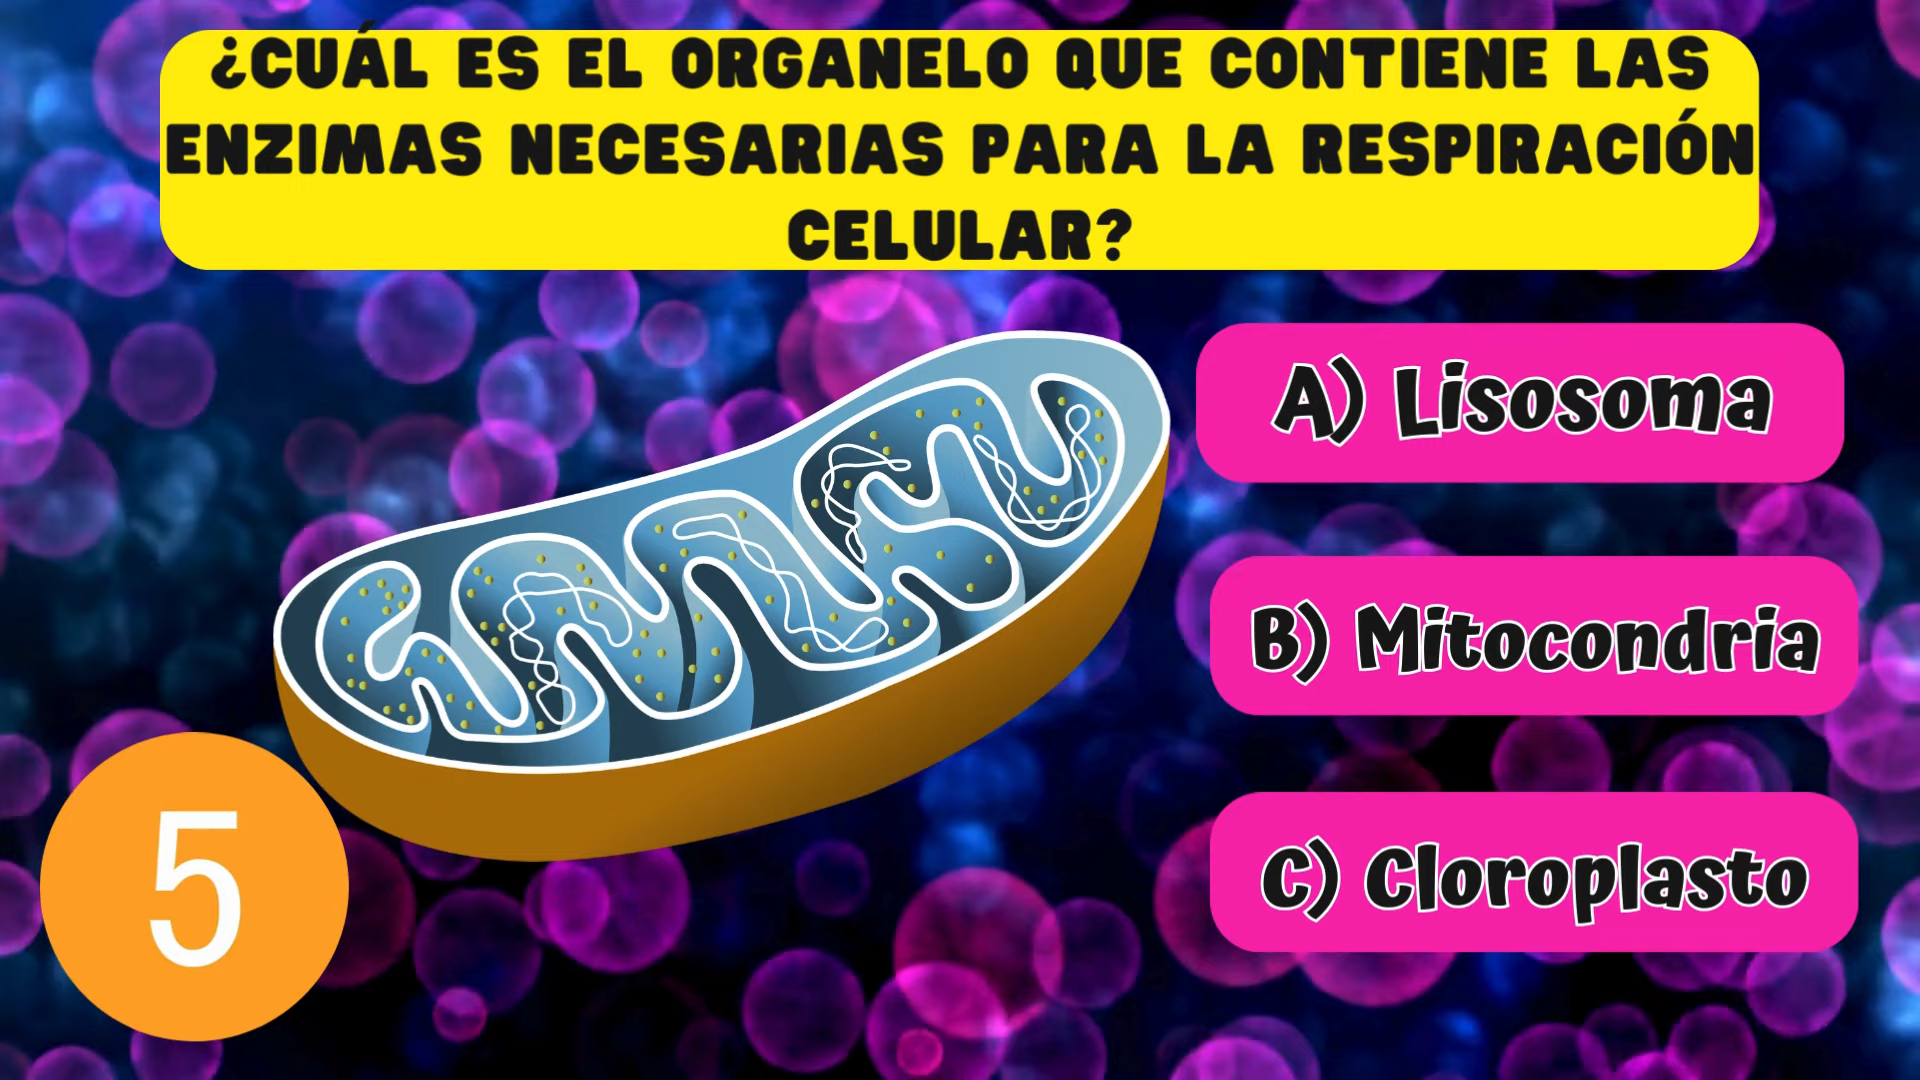 ¿CUÁL ES EL ORGANELO QUE CONTIENE LAS
ENZIMAS NECESARIAS PARA LA RESPIRACIÓN
CELULAR?
A) Lisosoma
B) Mitocondria
C) Cloroplasto
5